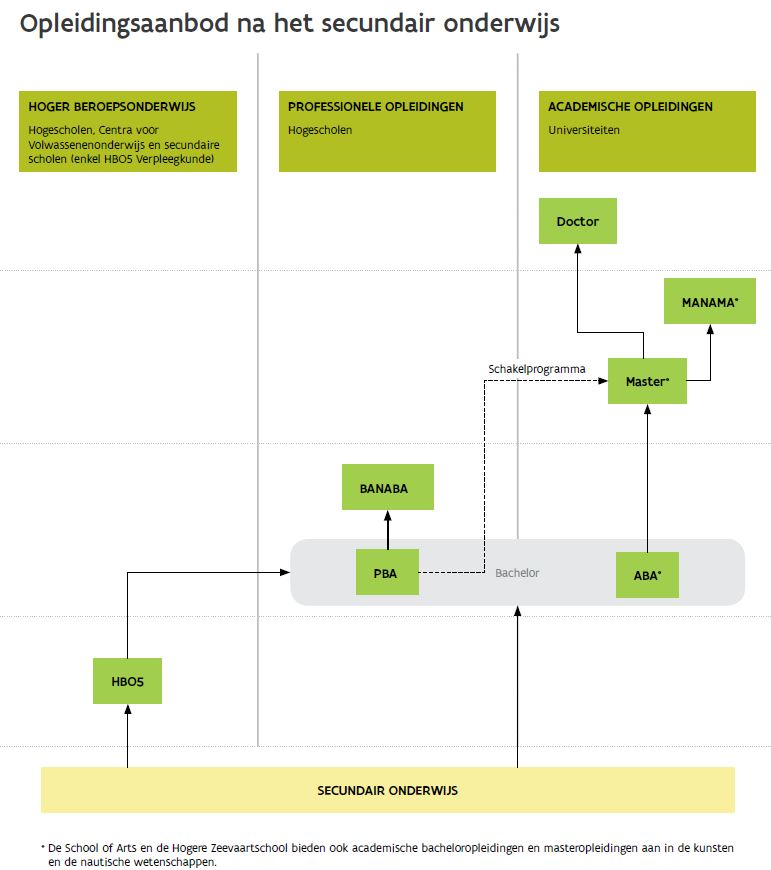 Opleidingsaanbod na het secundair onderwijs
HOGER BEROEPSONDERWIJS
Hogescholen, Centra voor
Volwassenenonderwijs en secundaire
scholen (enkel HBO5 Verpleegkunde)
PROFESSIONELE OPLEIDINGEN
Hogescholen
ACADEMISCHE OPLEIDINGEN
Universiteiten
Doctor
MANAMA*
Schakelprogramma
Master*
BANABA
PBA
Bachelor
ABA*
HBO5
SECUNDAIR ONDERWIJS
* De School of Arts en de Hogere Zeevaartschool bieden ook academische bacheloropleidingen en masteropleidingen aan in de kunsten
en de nautische wetenschappen.